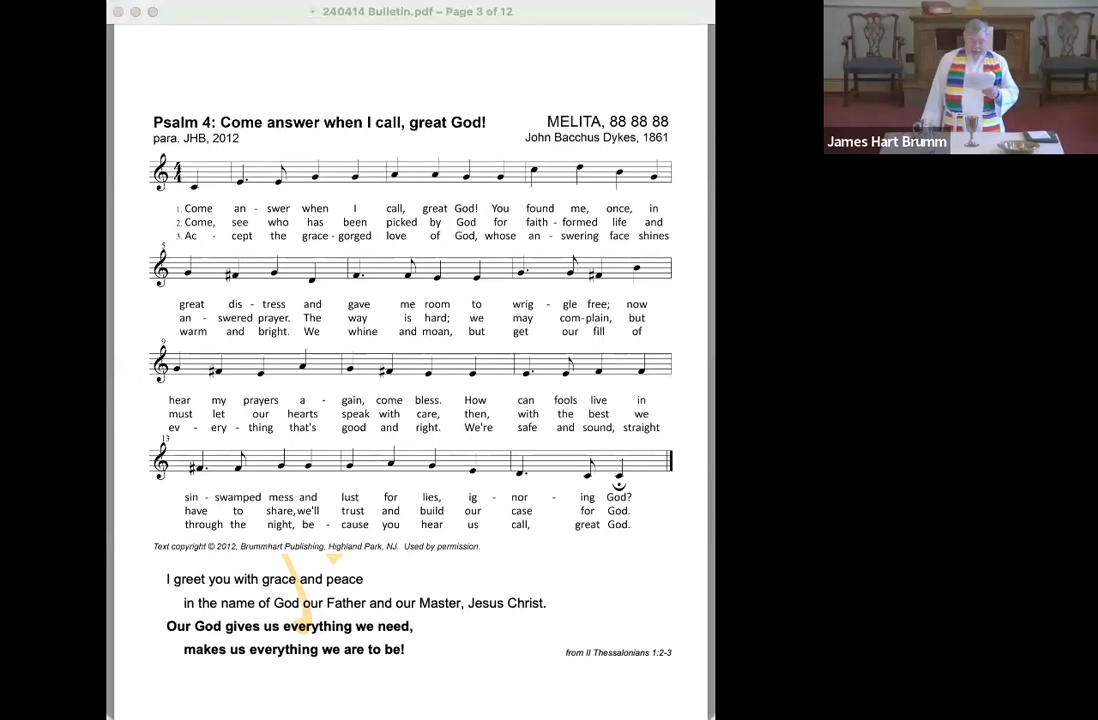 240414 Bulletin.pdf – Page 3 of 12
James Hart Brumm
Psalm 4: Come answer when I call, great God!
MELITA, 88 88 88
para. JHB, 2012
John Bacchus Dykes, 1861
1. Come an - swer when I call, great God! You found me, once, in
2. Come, see who has been picked by God for faith - formed life and
3. Ac - cept the grace - gorged love of God, whose an - swering face shines
5
great dis - tress and gave me room to wrig - gle free; now
an - swered prayer. The way is hard; we may com-plain, but
warm and bright. We whine and moan, but get our fill of
9
hear my prayers a - gain, come bless. How can fools live in
must let our hearts speak with care, then, with the best we
ev - ery - thing that's good and right. We're safe and sound, straight
13
sin - swamped mess and lust for lies, ig - nor - ing God?
have to share, we'll trust and build our case for God.
through the night, be - cause you hear us call, great God.
Text copyright © 2012, Brummhart Publishing, Highland Park, NJ. Used by permission.
I greet you with grace and peace
in the name of God our Father and our Master, Jesus Christ.
Our God gives us everything we need,
makes us everything we are to be!
from II Thessalonians 1:2-3